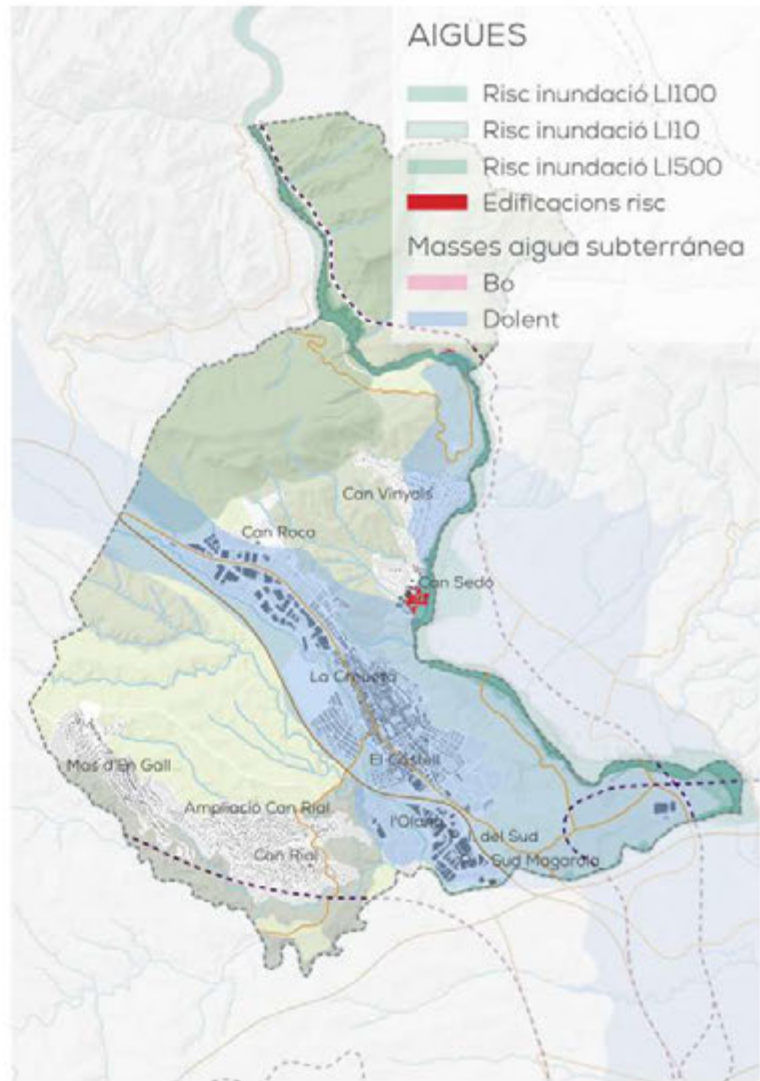 AIGÜES
Risc inundació LI100
Risc inundació LI10
Risc inundació LI500
Edificacions risc
Masses aigua subterránea
Bo
Dolent
Can Vinyals
Can Roca
Can Sedó
La Creueta
El Castell
Mas d'En Gall
Ampliació Can Rial
l'Olana
I. del Sud
Can Rial
Sud Magarola